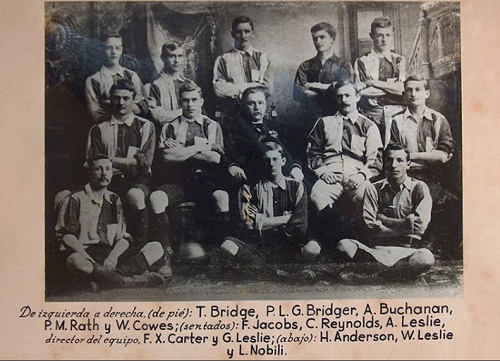 De izquierda a derecha, (de pié): T. Bridge, P. L. G. Bridger, A. Buchanan,
P. M. Rath y W. Cowes; (sentados): F. Jacobs, C. Reynolds, A. Leslie,
director del equipo, F. X. Carter y G. Leslie; (abajo): H. Anderson, W. Leslie
y L. Nobili.